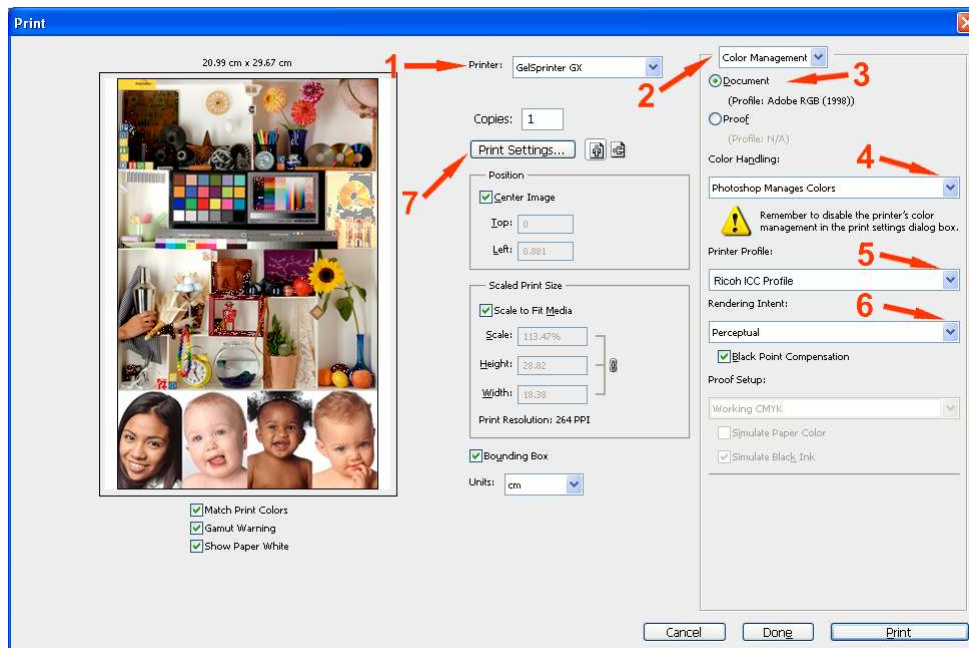 Print
20.99 cm x 29.67 cm
1
Printer:
GelSprinter GX
Copies:
1
7
Print Settings...
Position
Center Image
Top:
0
Left:
0.881
Scaled Print Size
Scale to Fit Media
Scale:
113.47%
Height:
28.82
Width:
18.38
Print Resolution: 264 PPI
Bounding Box
Units:
cm
Match Print Colors
Gamut Warning
Show Paper White
2
Color Management
3
Document
(Profile: Adobe RGB (1998))
Proof
(Profile: N/A)
Color Handling:
4
Photoshop Manages Colors
Remember to disable the printer's color
management in the print settings dialog box.
Printer Profile:
5
Ricoh ICC Profile
Rendering Intent:
6
Perceptual
Black Point Compensation
Proof Setup:
Working CMYK
Simulate Paper Color
Simulate Black Ink
Cancel
Done
Print